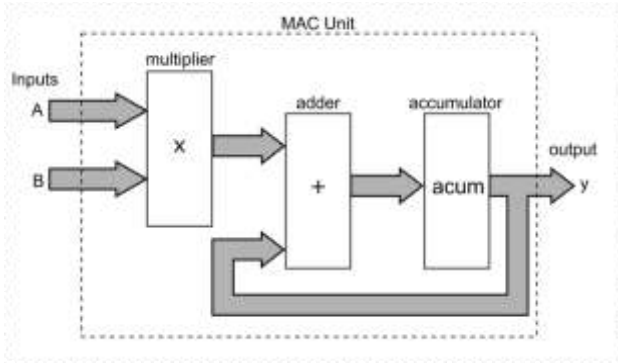 MAC Unit
multiplier
Inputs
A
B
x
adder
+
accumulator
acum
output
y